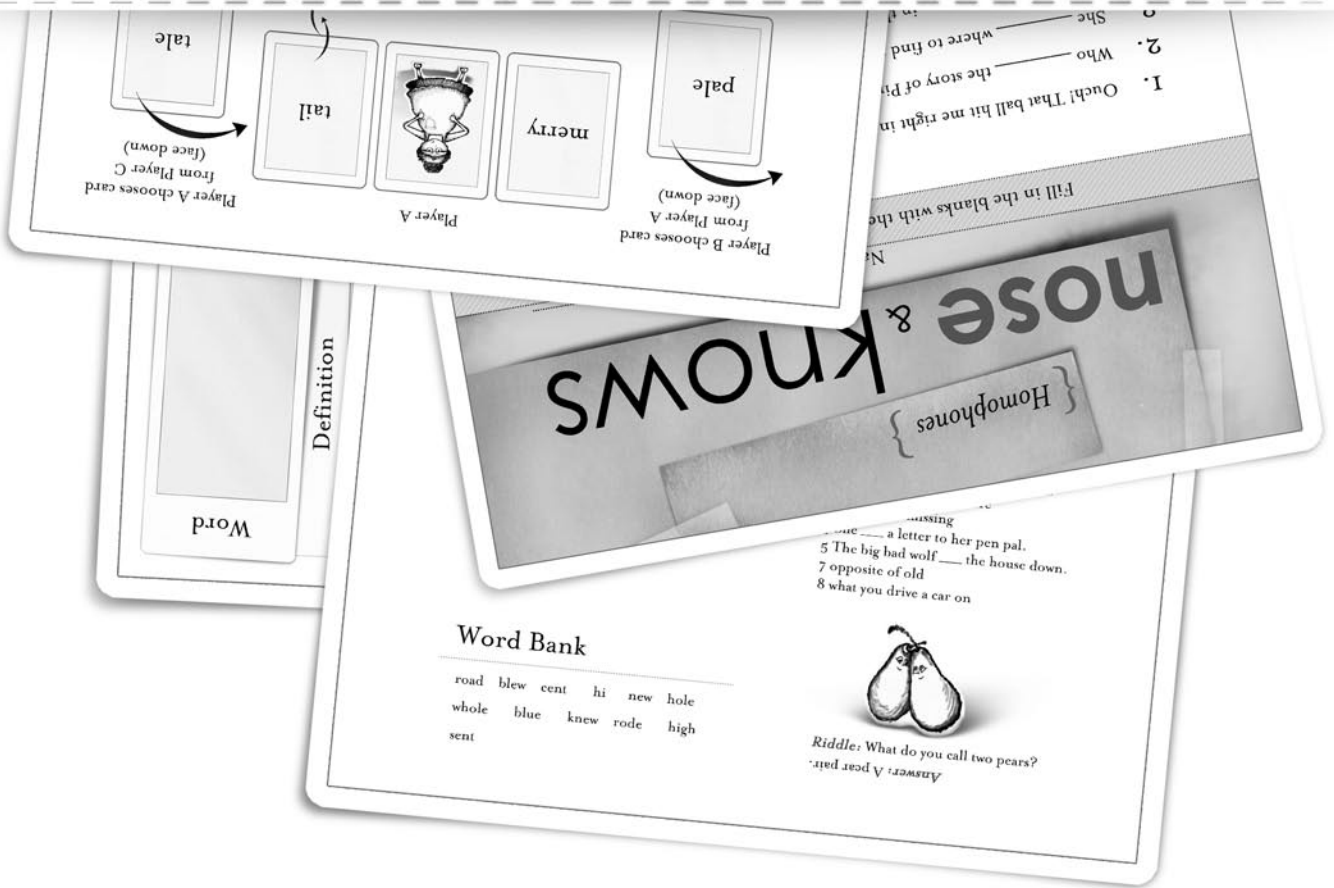 tale
tail
merry
pale
Player A chooses card
from Player C
(face down)
Player A
Player B chooses card
from Player A
(face down)
{ Homophones }
nose & knows
Fill in the blanks with the
1. Ouch! That ball hit me right in
2. Who ______ the story of
She ______ where to find
Word
Definition
___ a letter to her pen pal.
5 The big bad wolf ___ the house down.
7 opposite of old
8 what you drive a car on
Word Bank
road blew cent hi new hole
whole blue knew rode high
sent
Riddle: What do you call two pears?
Answer: A pear pair.